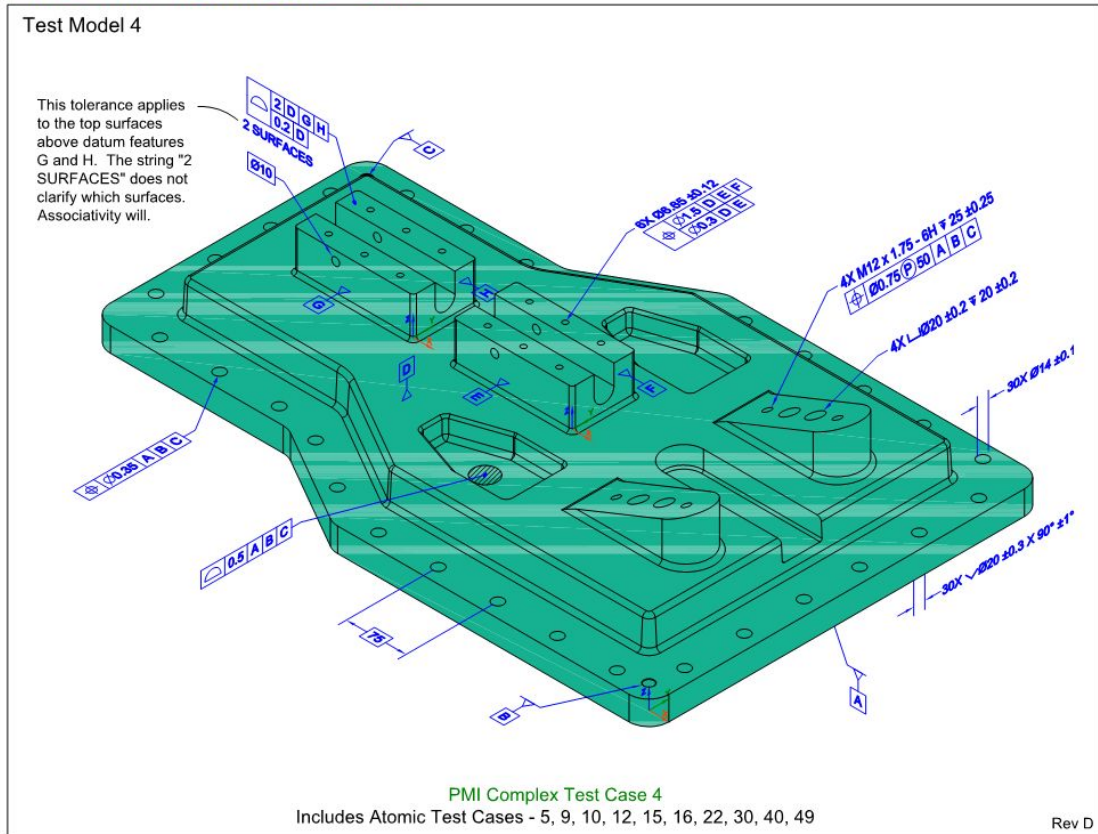 Test Model 4
This tolerance applies
to the top surfaces
above datum features
G and H. The string "2
SURFACES" does not
clarify which surfaces.
Associativity will.
⌓ 2 D G H
0.2 D
2 SURFACES
Ø10
C
6X Ø6.65 ±0.12
⌖ Ø1.5 D E F
Ø0.3 D E
4X M12 x 1.75 - 6H ↧ 25 ±0.25
⌖ Ø0.75 Ⓟ 50 A B C
4X ⌴Ø20 ±0.2 ↧ 20 ±0.2
30X Ø14 ±0.1
G
H
D
E
F
⌖ Ø0.35 A B C
⌓ 0.5 A B C
30X ⌵Ø20 ±0.3 X 90° ±1°
75
B
A
PMI Complex Test Case 4
Includes Atomic Test Cases - 5, 9, 10, 12, 15, 16, 22, 30, 40, 49
Rev D